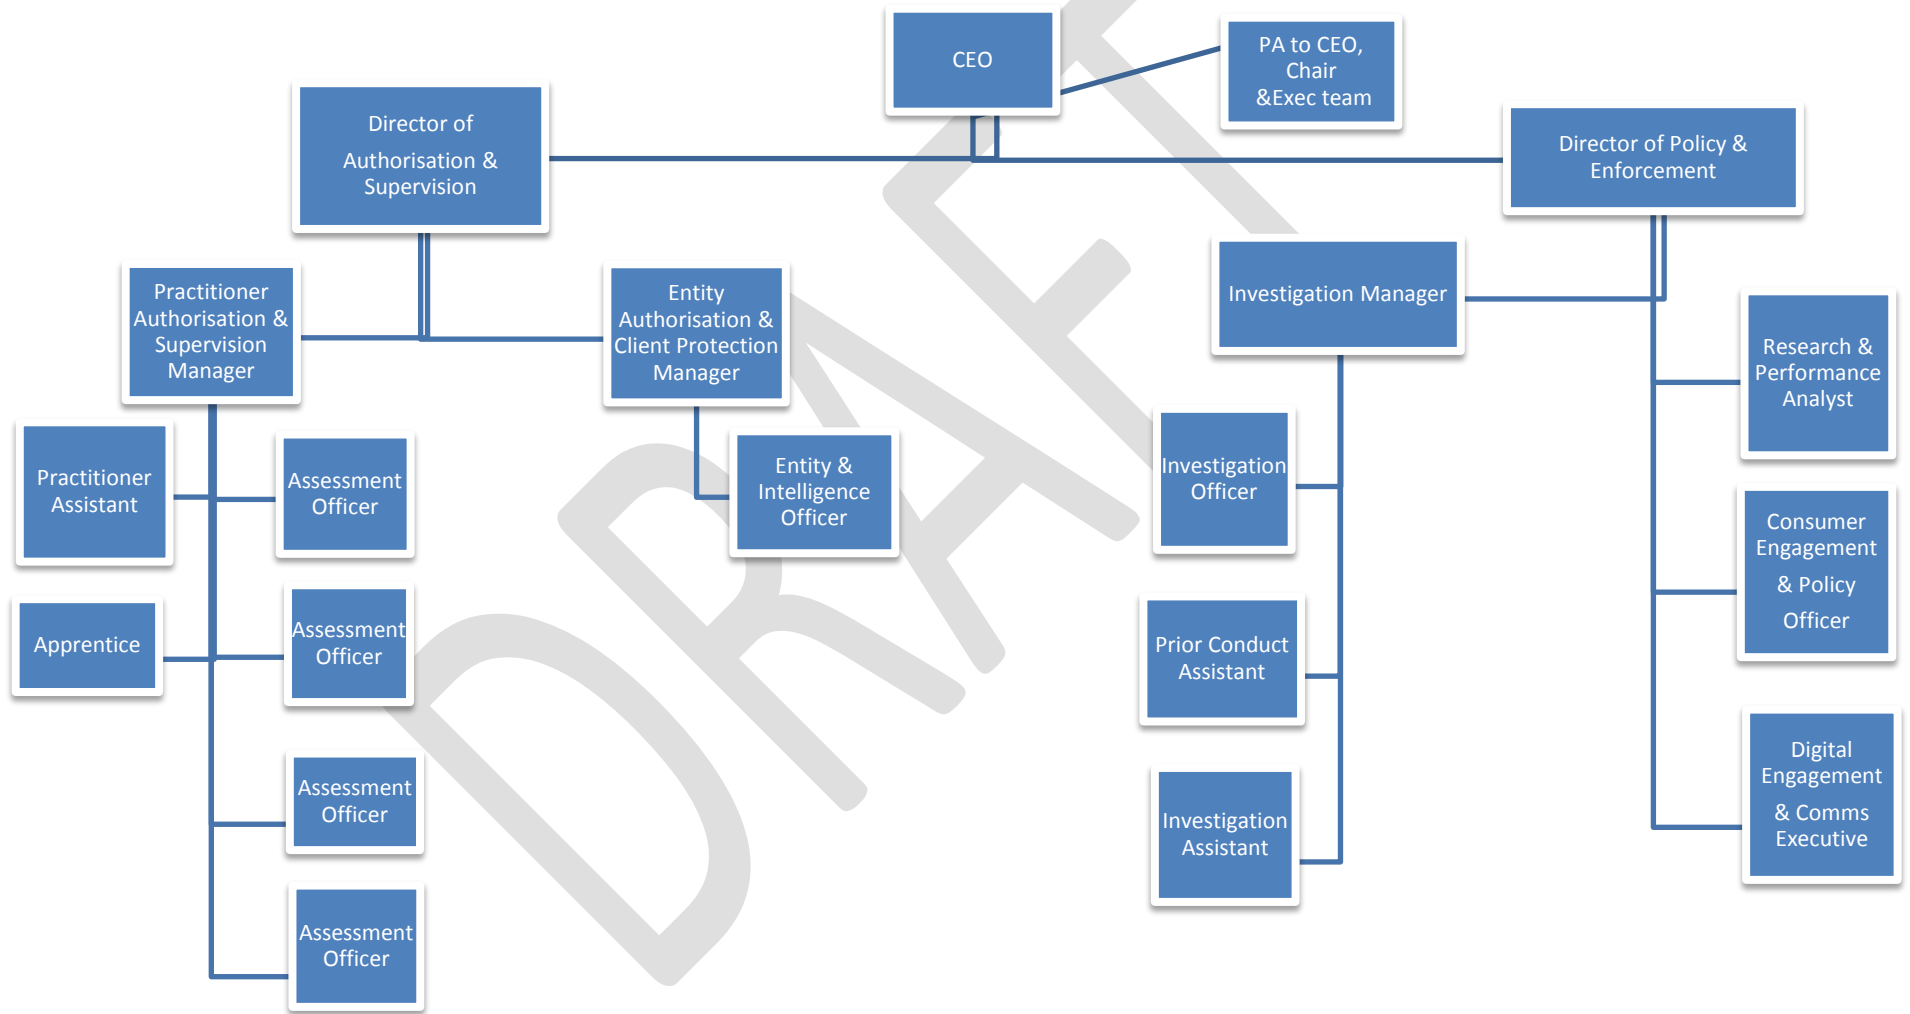 CEO
PA to CEO,
Chair
&Exec team
Director of
Authorisation &
Supervision
Director of Policy &
Enforcement
Practitioner
Authorisation &
Supervision
Manager
Entity
Authorisation &
Client Protection
Manager
Investigation Manager
Research &
Performance
Analyst
Practitioner
Assistant
Assessment
Officer
Entity &
Intelligence
Officer
Investigation
Officer
Consumer
Engagement
& Policy
Officer
Apprentice
Assessment
Officer
Prior Conduct
Assistant
Assessment
Officer
Investigation
Assistant
Digital
Engagement
& Comms
Executive
Assessment
Officer
DRAFT